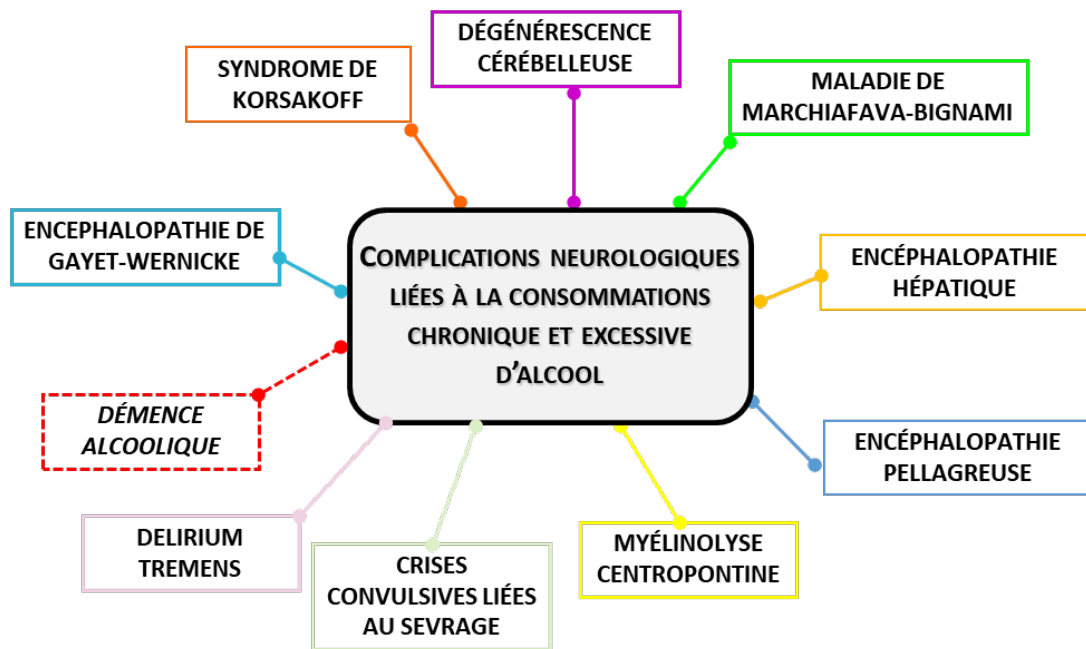 DÉGÉNÉRESCENCE
CÉRÉBELLEUSE
SYNDROME DE
KORSAKOFF
MALADIE DE
MARCHIAFAVA-BIGNAMI
ENCEPHALOPATHIE DE
GAYET-WERNICKE
COMPLICATIONS NEUROLOGIQUES
LIÉES À LA CONSOMMATIONS
CHRONIQUE ET EXCESSIVE
D'ALCOOL
ENCÉPHALOPATHIE
HÉPATIQUE
DÉMENCE
ALCOOLIQUE
ENCÉPHALOPATHIE
PELLAGREUSE
DELIRIUM
TREMENS
CRISES
CONVULSIVES LIÉES
AU SEVRAGE
MYÉLINOLYSE
CENTROPONTINE